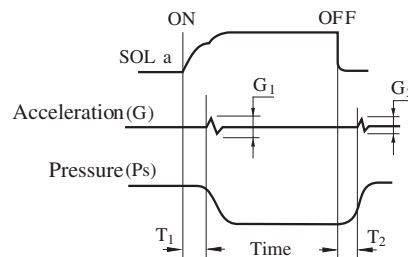 ON OFF
SOL a
G1
G
Acceleration(G)
Pressure(Ps)
T1 Time T2